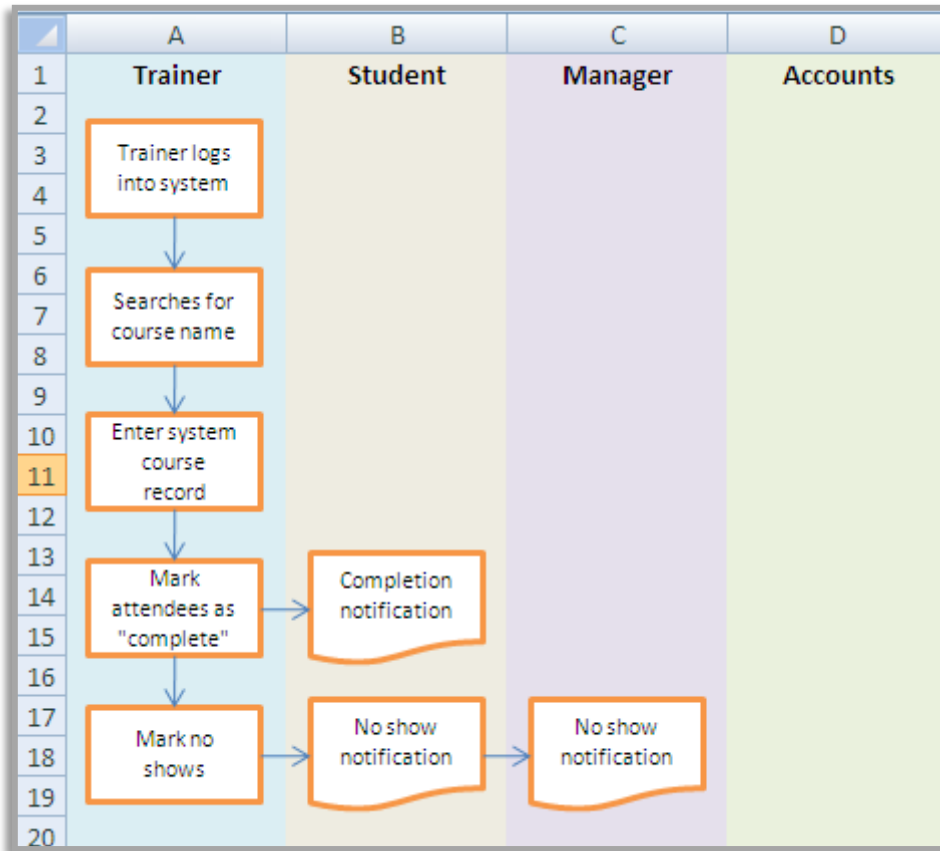 A B C D
1 Trainer Student Manager Accounts
2
3 Trainer logs
4 into system
5
6
7 Searches for
course name
8
9
10 Enter system
11 course
record
12
13
Mark
14 attendees as
15 "complete"
Completion
notification
16
17
18 Mark no
shows
No show
notification
No show
notification
19
20